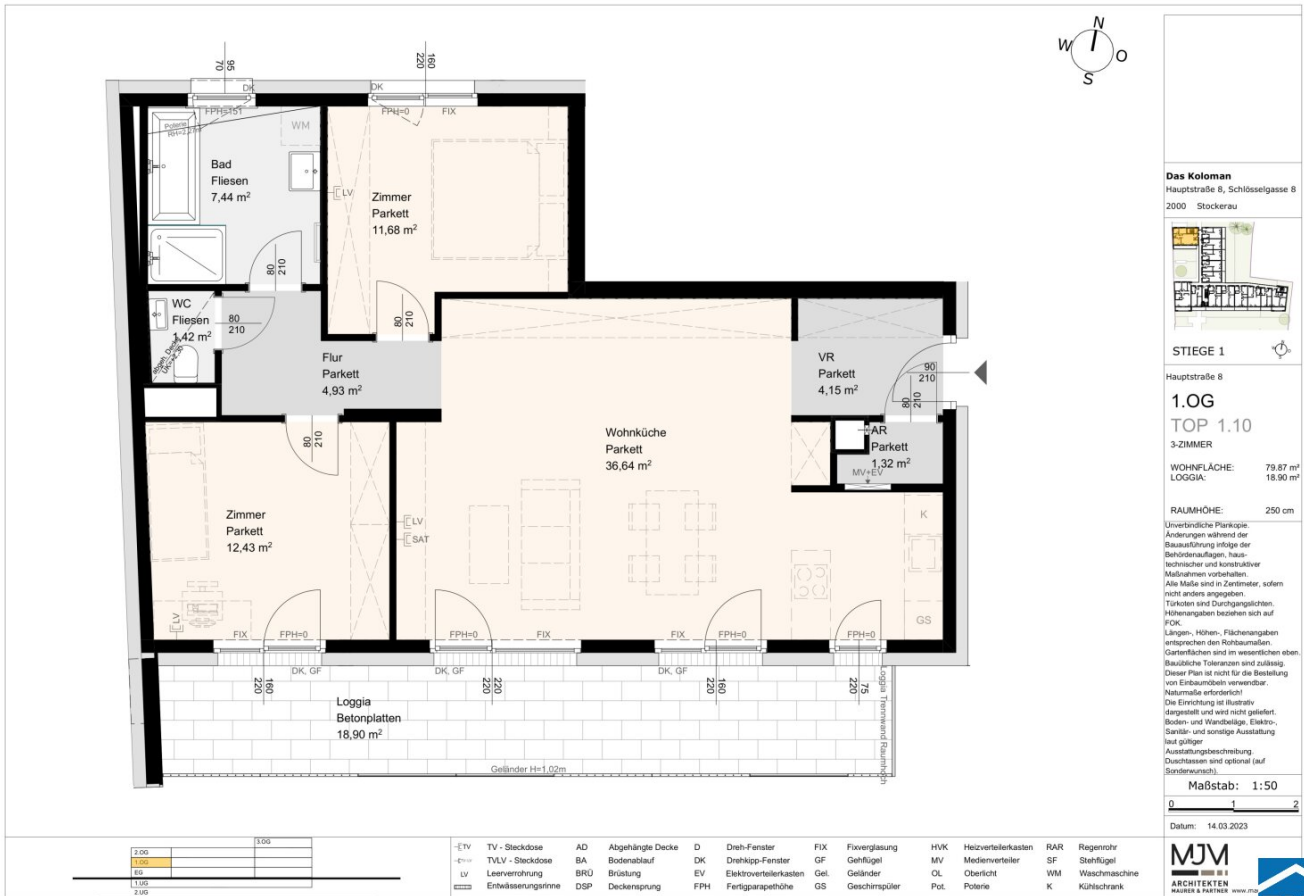 N
W
O
S
95
70
160
220
DK
DK
FPH=151
FPH=0
FIX
Poterie
WM
Bad
Fliesen
7,44 m²
LV
Zimmer
Parkett
11,68 m²
80
210
80
210
WC
Fliesen
1,42 m²
80
210
abgeh. Decke
Flur
Parkett
4,93 m²
VR
Parkett
4,15 m²
90
210
80
210
AR
Parkett
1,32 m²
MV+EV
80
210
Wohnküche
Parkett
36,64 m²
LV
SAT
K
GS
Zimmer
Parkett
12,43 m²
LV
FIX
FPH=0
FPH=0
FIX
FIX
FPH=0
FPH=0
DK, GF
DK, GF
DK, GF
160
220
220
220
160
220
75
220
Loggia
Betonplatten
18,90 m²
Loggia Trennwand Raumhoch
Geländer H=1,02m
Das Koloman
Hauptstraße 8, Schlösselgasse 8
2000 Stockerau
STIEGE 1
Hauptstraße 8
1.OG
TOP 1.10
3-ZIMMER
WOHNFLÄCHE: 79.87 m²
LOGGIA: 18.90 m²
RAUMHÖHE: 250 cm
Unverbindliche Plankopie.
Änderungen während der
Bauausführung infolge der
Behördenauflagen, haus-
technischer und konstruktiver
Maßnahmen vorbehalten.
Alle Maße sind in Zentimeter, sofern
nicht anders angegeben.
Türkoten sind Durchgangslichten.
Höhenangaben beziehen sich auf
FOK.
Längen-, Höhen-, Flächenangaben
entsprechen den Rohbaumaßen.
Gartenflächen sind im wesentlichen eben.
Bauübliche Toleranzen sind zulässig.
Dieser Plan ist nicht für die Bestellung
von Einbaumöbeln verwendbar.
Naturmaße erforderlich!
Die Einrichtung ist illustrativ
dargestellt und wird nicht geliefert.
Boden- und Wandbeläge, Elektro-,
Sanitär- und sonstige Ausstattung
laut gültiger
Ausstattungsbeschreibung.
Duschtassen sind optional (auf
Sonderwunsch).
Maßstab: 1:50
0 1 2
Datum: 14.03.2023
MJM
ARCHITEKTEN
MAURER & PARTNER www.ma
3.OG
2.OG
1.OG
EG
1.UG
2.UG
TV TV - Steckdose AD Abgehängte Decke D Dreh-Fenster FIX Fixverglasung HVK Heizverteilerkasten RAR Regenrohr
TVLV - Steckdose BA Bodenablauf DK Drehkipp-Fenster GF Gehflügel MV Medienverteiler SF Stehflügel
LV Leerverrohrung BRÜ Brüstung EV Elektroverteilerkasten Gel. Geländer OL Oberlicht WM Waschmaschine
Entwässerungsrinne DSP Deckensprung FPH Fertigparapethöhe GS Geschirrspüler Pot. Poterie K Kühlschrank